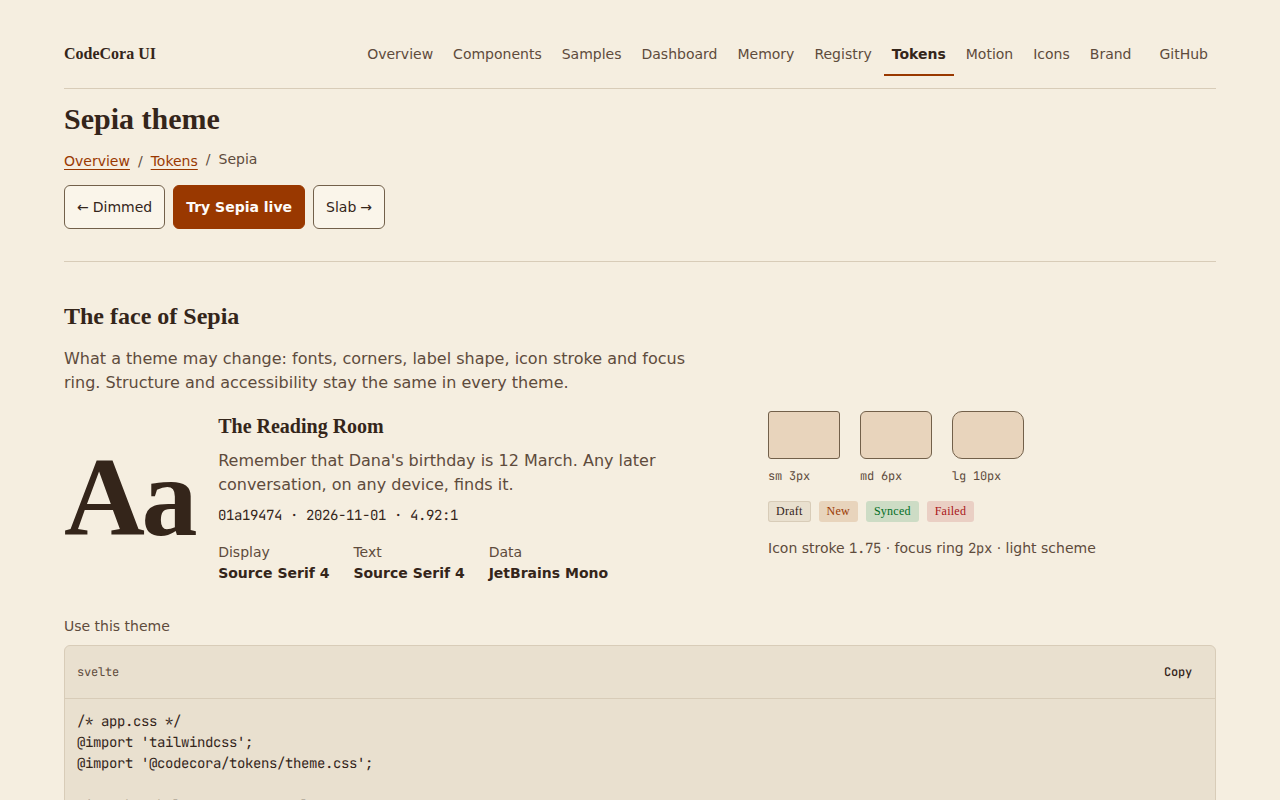 CodeCora UI
Overview Components Samples Dashboard Memory Registry Tokens Motion Icons Brand GitHub
Sepia theme
Overview / Tokens / Sepia
← Dimmed Try Sepia live Slab →
The face of Sepia
What a theme may change: fonts, corners, label shape, icon stroke and focus
ring. Structure and accessibility stay the same in every theme.
Aa
The Reading Room
Remember that Dana's birthday is 12 March. Any later
conversation, on any device, finds it.
01a19474 · 2026-11-01 · 4.92:1
Display Text Data
Source Serif 4 Source Serif 4 JetBrains Mono
sm 3px md 6px lg 10px
Draft New Synced Failed
Icon stroke 1.75 · focus ring 2px · light scheme
Use this theme
svelte Copy
/* app.css */
@import 'tailwindcss';
@import '@codecora/tokens/theme.css';